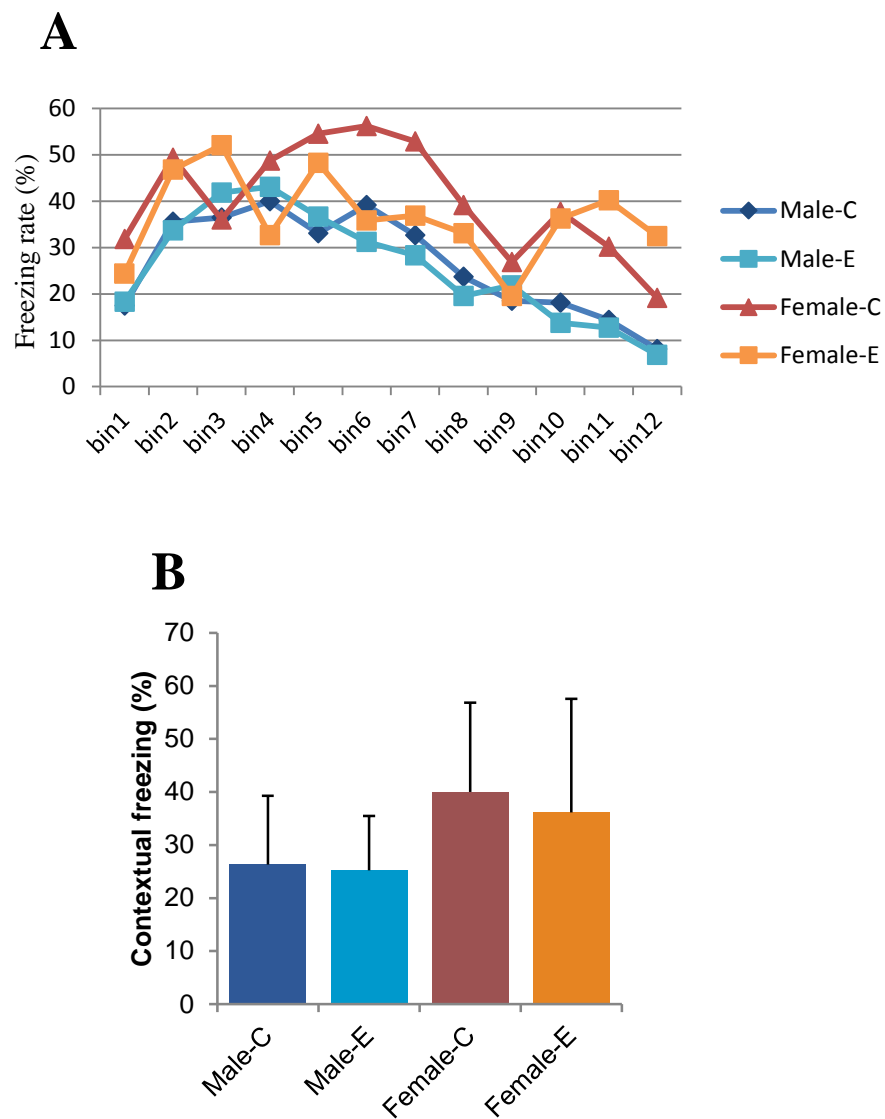 A
Freezing rate (%)
60
50
40
30
20
10
0
bin1
bin2
bin3
bin4
bin5
bin6
bin7
bin8
bin9
bin10
bin11
bin12
Male-C
Male-E
Female-C
Female-E
B
Contextual freezing (%)
70
60
50
40
30
20
10
0
Male-C
Male-E
Female-C
Female-E